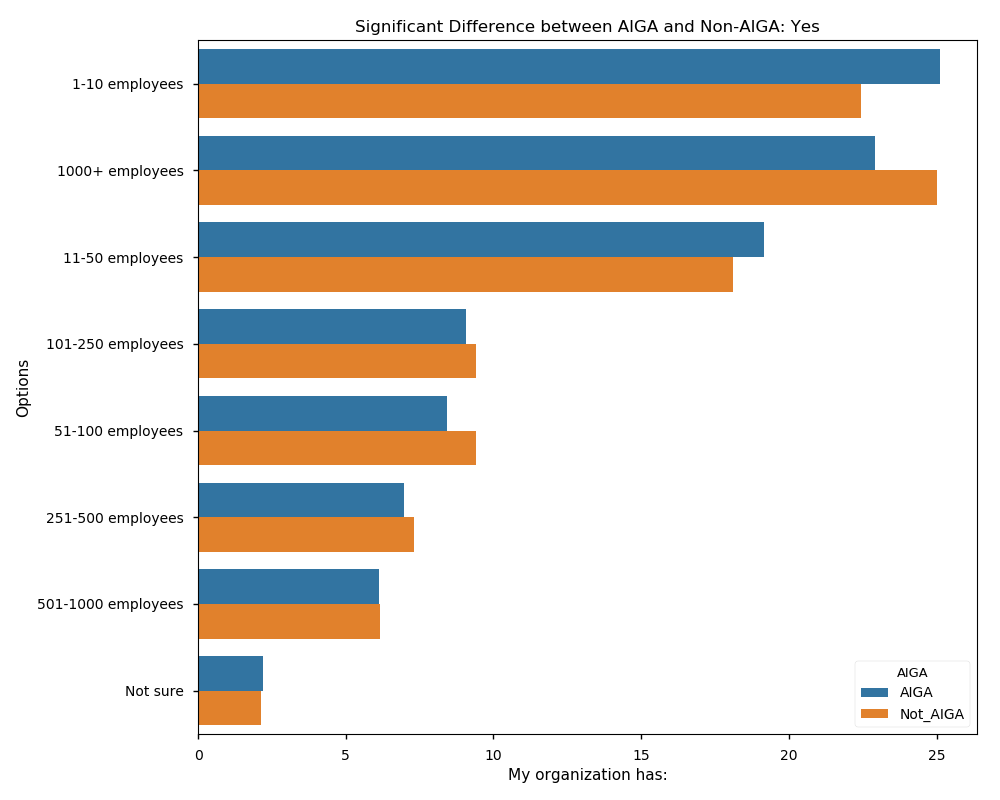 Significant Difference between AIGA and Non-AIGA: Yes
1-10 employees
1000+ employees
11-50 employees
101-250 employees
51-100 employees
251-500 employees
501-1000 employees
Not sure
Options
0 5 10 15 20 25
My organization has:
AIGA
AIGA
Not_AIGA